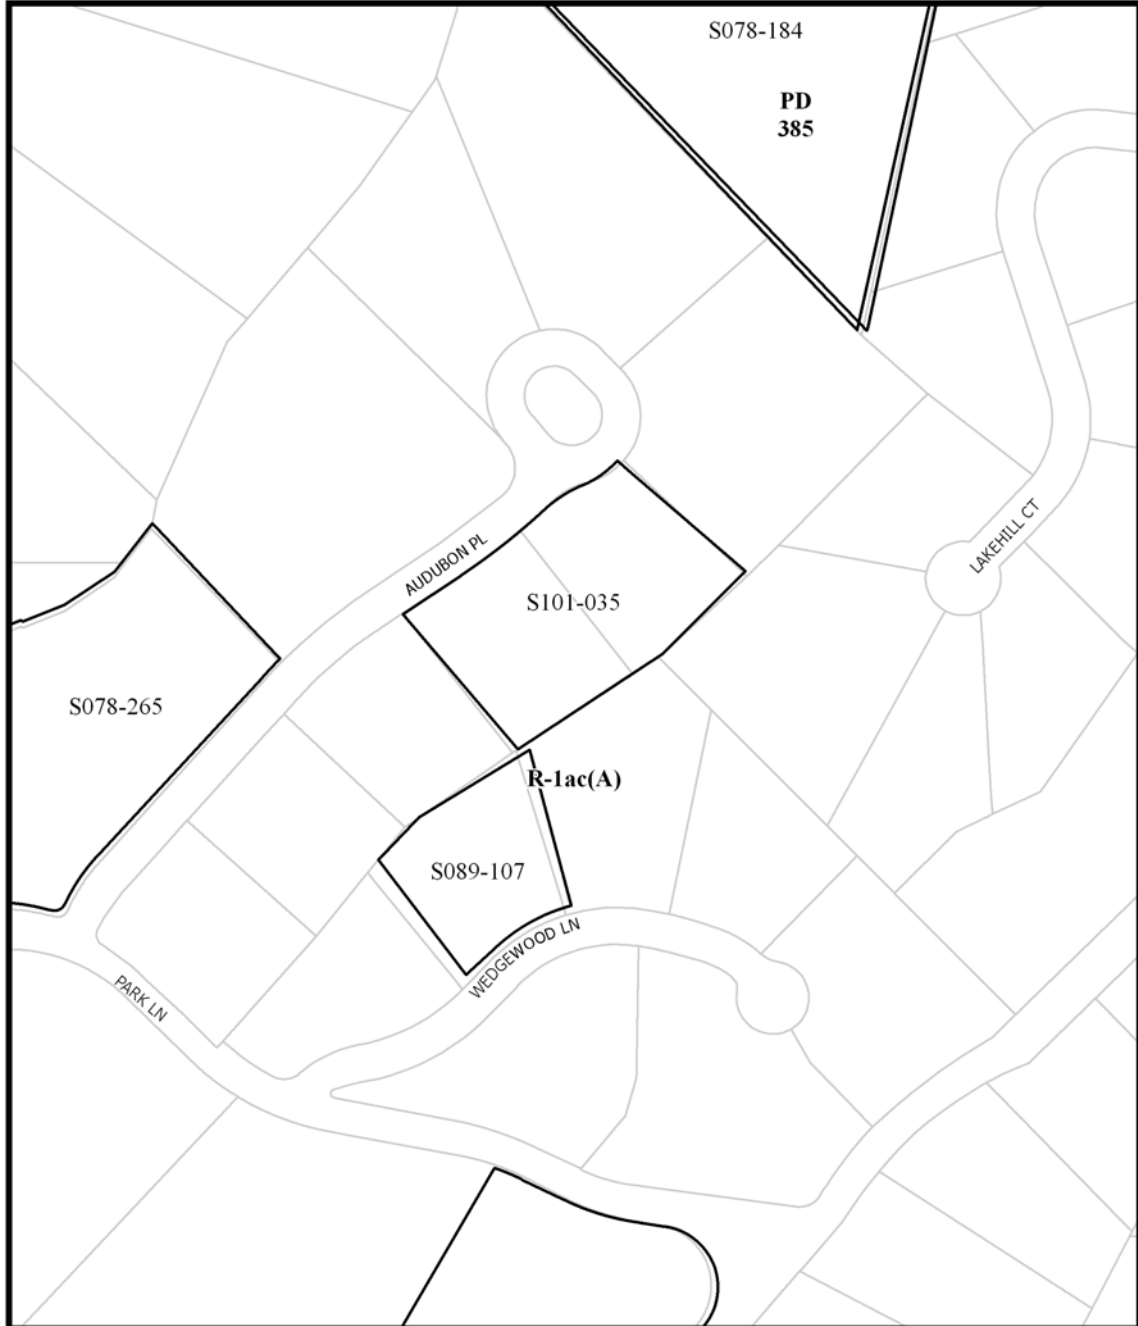 S078-184
PD
385
LAKEHILL CT
AUDUBON PL
S101-035
S078-265
R-1ac(A)
S089-107
WEDGEWOOD LN
PARK LN